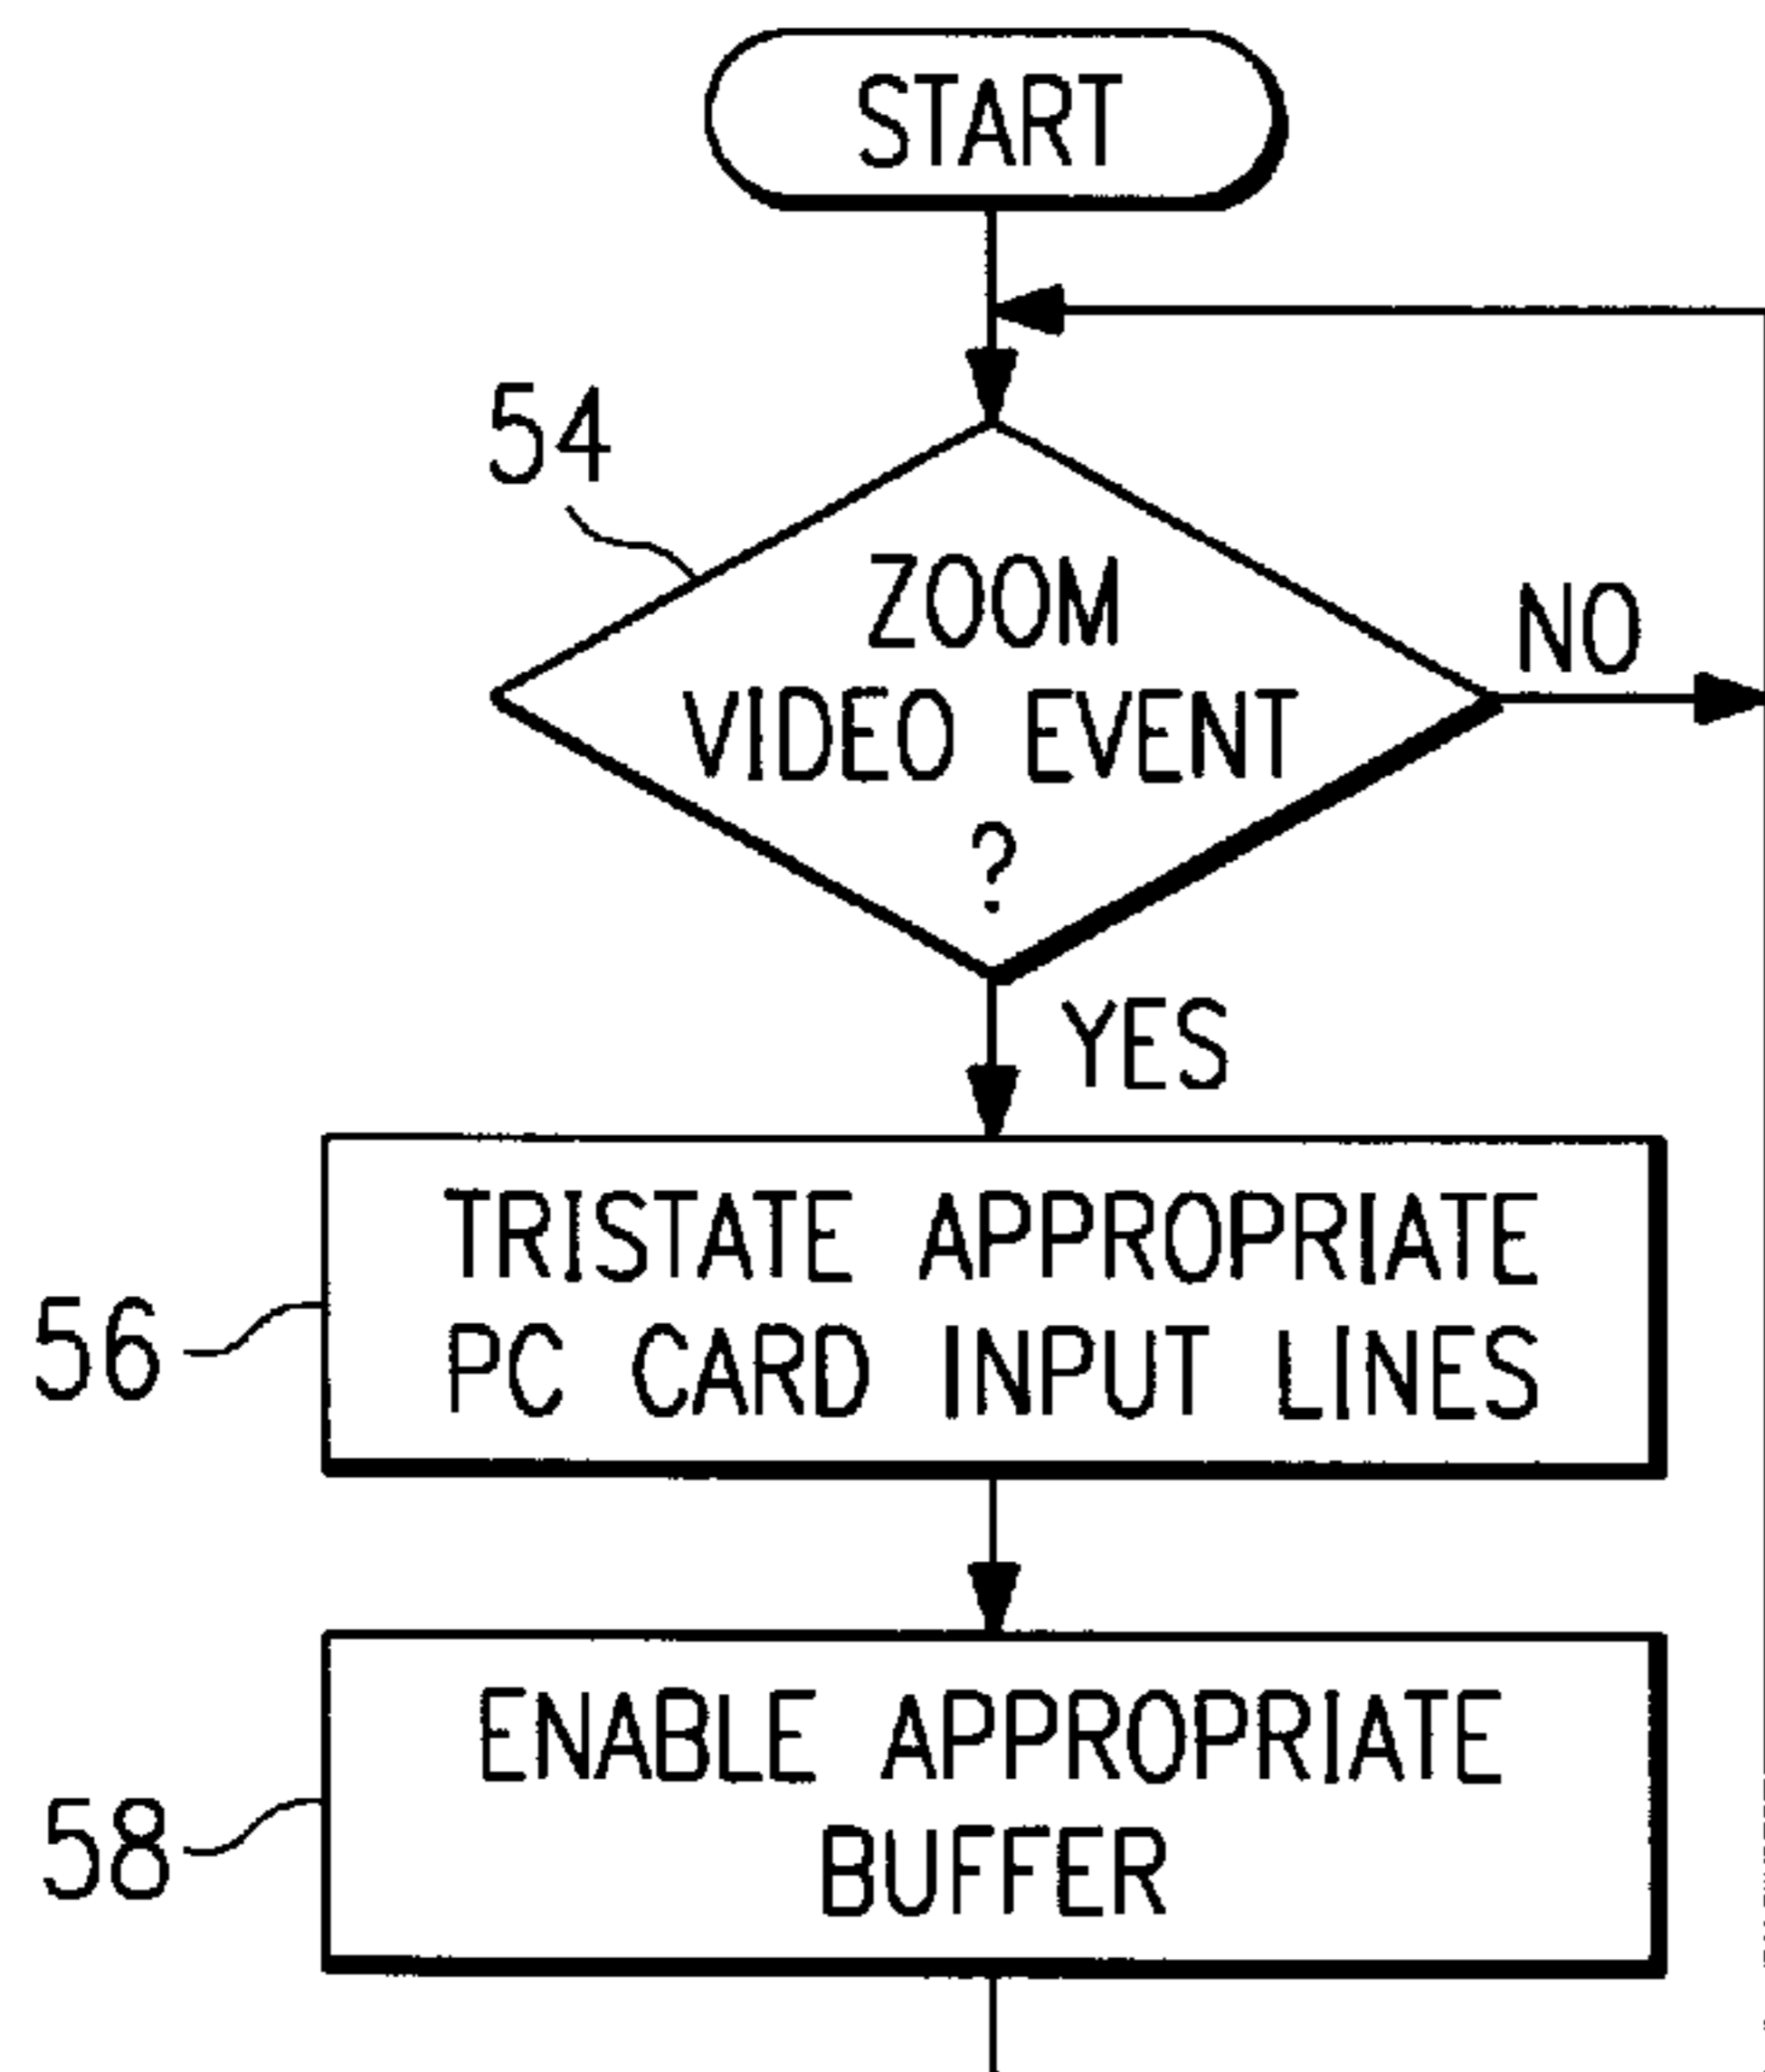 START
54
ZOOM
VIDEO EVENT
?
NO
YES
56
TRISTATE APPROPRIATE
PC CARD INPUT LINES
58
ENABLE APPROPRIATE
BUFFER